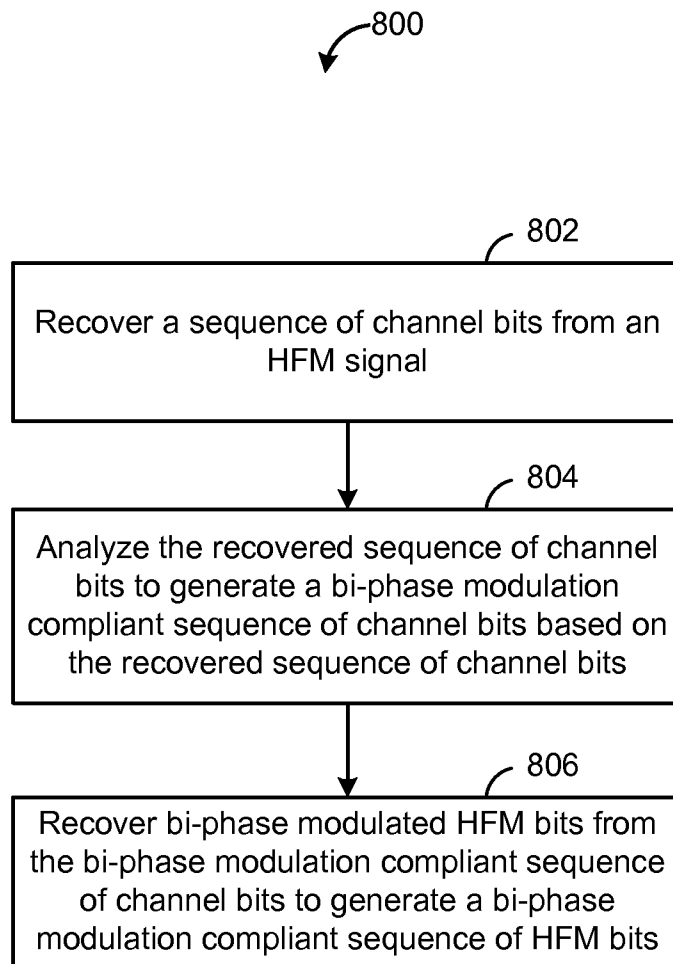 800
802
Recover a sequence of channel bits from an
HFM signal
804
Analyze the recovered sequence of channel
bits to generate a bi-phase modulation
compliant sequence of channel bits based on
the recovered sequence of channel bits
806
Recover bi-phase modulated HFM bits from
the bi-phase modulation compliant sequence
of channel bits to generate a bi-phase
modulation compliant sequence of HFM bits